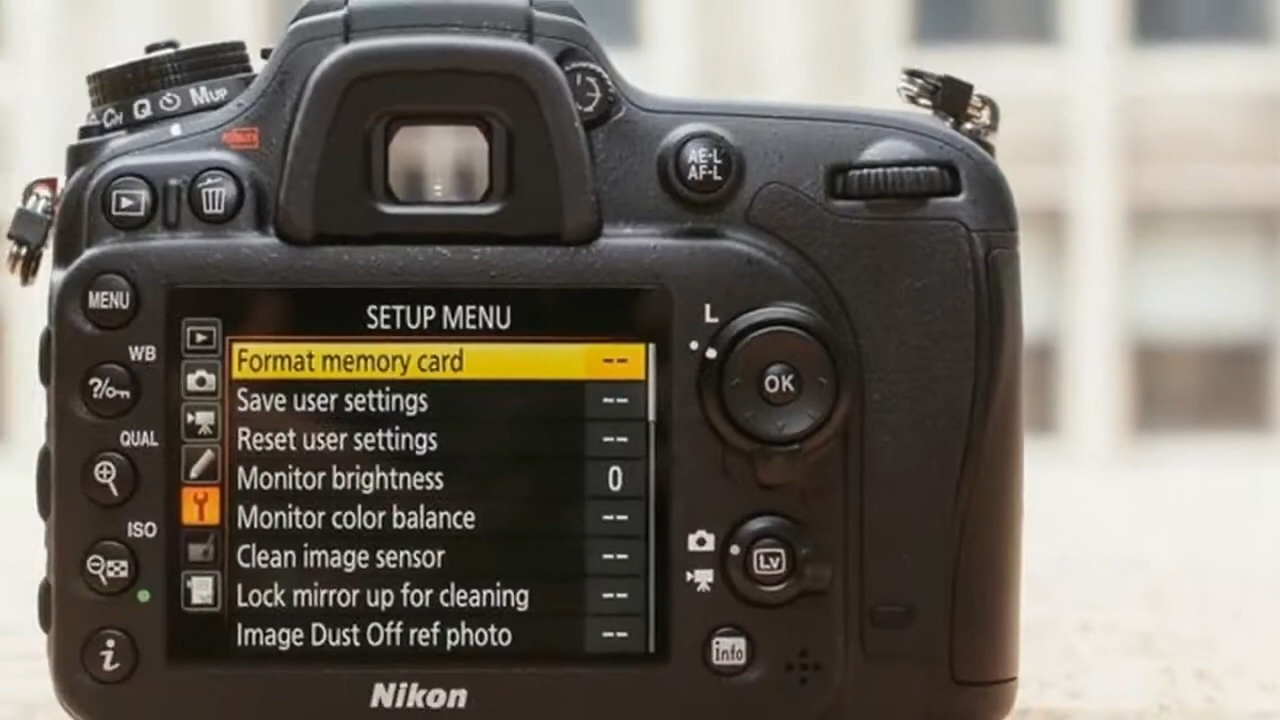 CH Q MUP
AE-L
AF-L
MENU
WB
?
QUAL
ISO
i
SETUP MENU
Format memory card --
Save user settings --
Reset user settings --
Monitor brightness 0
Monitor color balance --
Clean image sensor --
Lock mirror up for cleaning --
Image Dust Off ref photo --
L
OK
Lv
info
Nikon